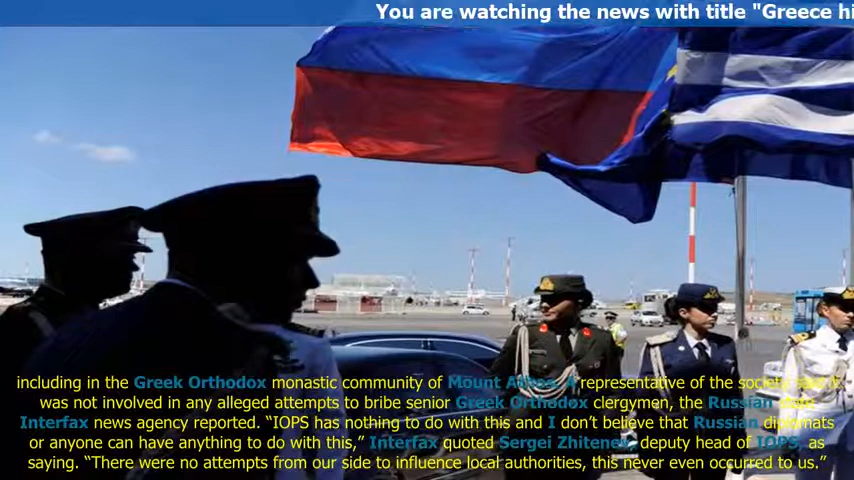 You are watching the news with title "Greece hi
including in the Greek Orthodox monastic community of Mount Athos. A representative of the society said it
was not involved in any alleged attempts to bribe senior Greek Orthodox clergymen, the Russian state
Interfax news agency reported. “IOPS has nothing to do with this and I don’t believe that Russian diplomats
or anyone can have anything to do with this,” Interfax quoted Sergei Zhitenev, deputy head of IOPS, as
saying. “There were no attempts from our side to influence local authorities, this never even occurred to us.”